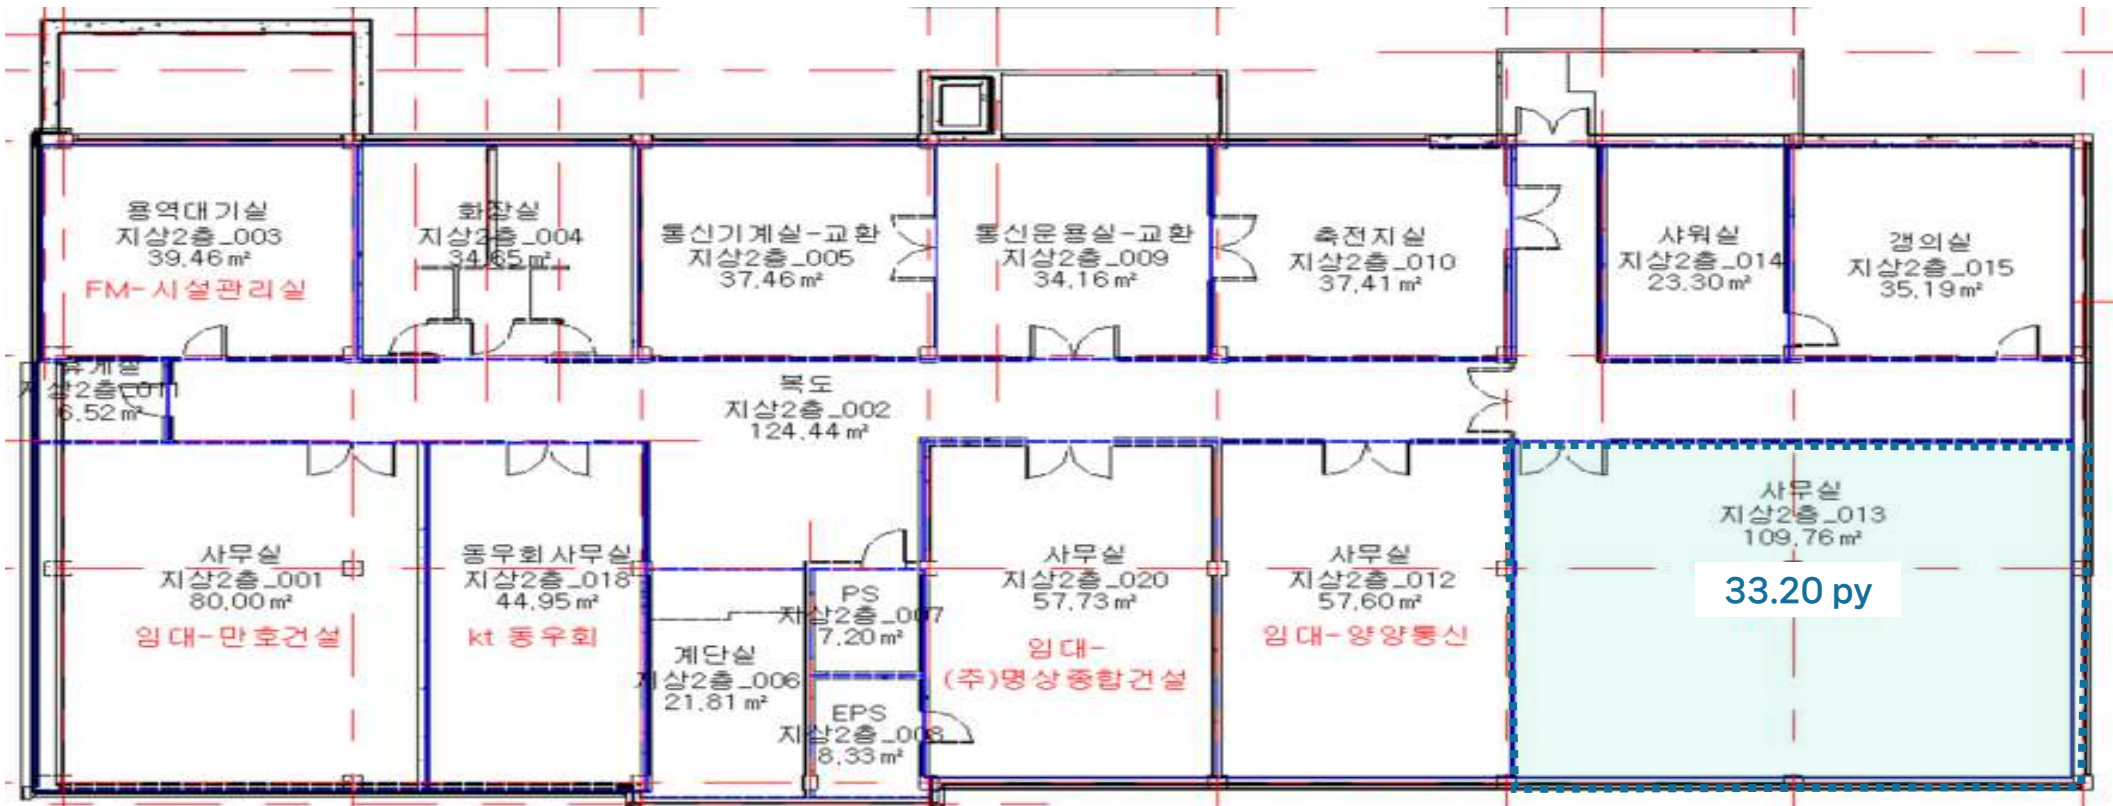 용역대기실
지상2층_003
39.46㎡
FM-시설관리실
화장실
지상2층_004
34.65㎡
통신기계실-교환
지상2층_005
37.46㎡
통신운용실-교환
지상2층_009
34.16㎡
축전지실
지상2층_010
37.41㎡
샤워실
지상2층_014
23.30㎡
갱의실
지상2층_015
35.19㎡
휴게실
지상2층_011
6.52㎡
복도
지상2층_002
124.44㎡
사무실
지상2층_001
80.00㎡
임대-만호건설
동우회사무실
지상2층_018
44.95㎡
kt 동우회
계단실
지상2층_006
21.81㎡
PS
지상2층_007
7.20㎡
EPS
지상2층_008
8.33㎡
사무실
지상2층_020
57.73㎡
임대-
(주)명상종합건설
사무실
지상2층_012
57.60㎡
임대-양양통신
사무실
지상2층_013
109.76㎡
33.20 py